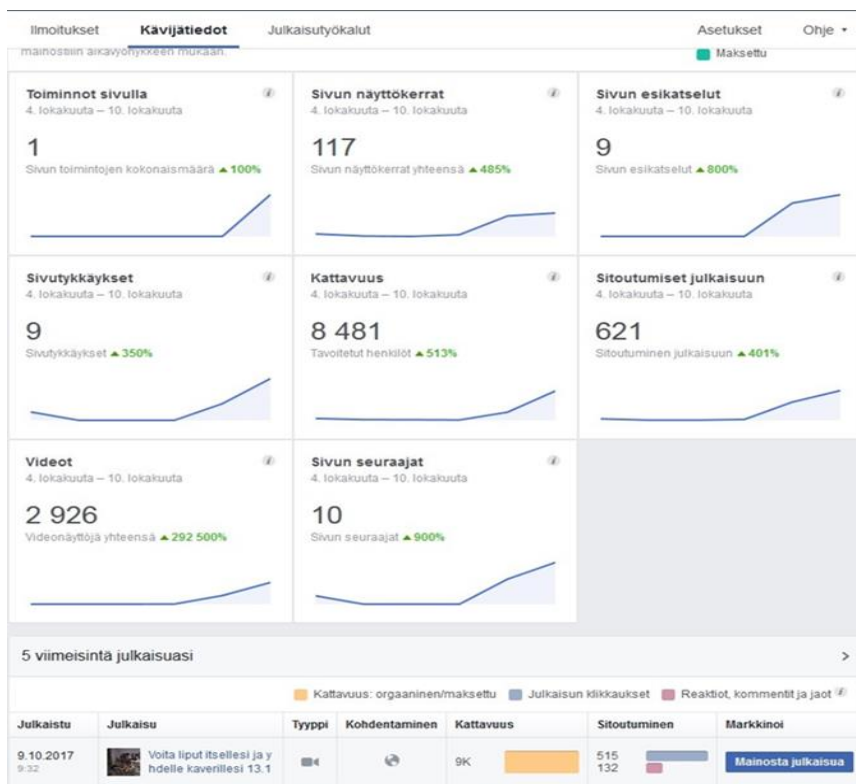 Ilmoitukset Kävijätiedot Julkaisutyökalut Asetukset Ohje
mainostilin aikavyöhykkeen mukaan.
Maksettu
Toiminnot sivulla
4. lokakuuta – 10. lokakuuta
1
Sivun toimintojen kokonaismäärä ▲ 100%
Sivun näyttökerrat
4. lokakuuta – 10. lokakuuta
117
Sivun näyttökerrat yhteensä ▲ 485%
Sivun esikatselut
4. lokakuuta – 10. lokakuuta
9
Sivun esikatselut ▲ 800%
Sivutykkäykset
4. lokakuuta – 10. lokakuuta
9
Sivutykkäykset ▲ 350%
Kattavuus
4. lokakuuta – 10. lokakuuta
8 481
Tavoitetut henkilöt ▲ 513%
Sitoutumiset julkaisuun
4. lokakuuta – 10. lokakuuta
621
Sitoutuminen julkaisuun ▲ 401%
Videot
4. lokakuuta – 10. lokakuuta
2 926
Videonäyttöjä yhteensä ▲ 292 500%
Sivun seuraajat
4. lokakuuta – 10. lokakuuta
10
Sivun seuraajat ▲ 900%
5 viimeisintä julkaisuasi >
Kattavuus: orgaaninen/maksettu Julkaisun klikkaukset Reaktiot, kommentit ja jaot
Julkaistu Julkaisu Tyyppi Kohdentaminen Kattavuus Sitoutuminen Markkinoi
9.10.2017
9:32
Voita liput itsellesi ja y
hdelle kaverillesi 13.1
9K
515
132
Mainosta julkaisua